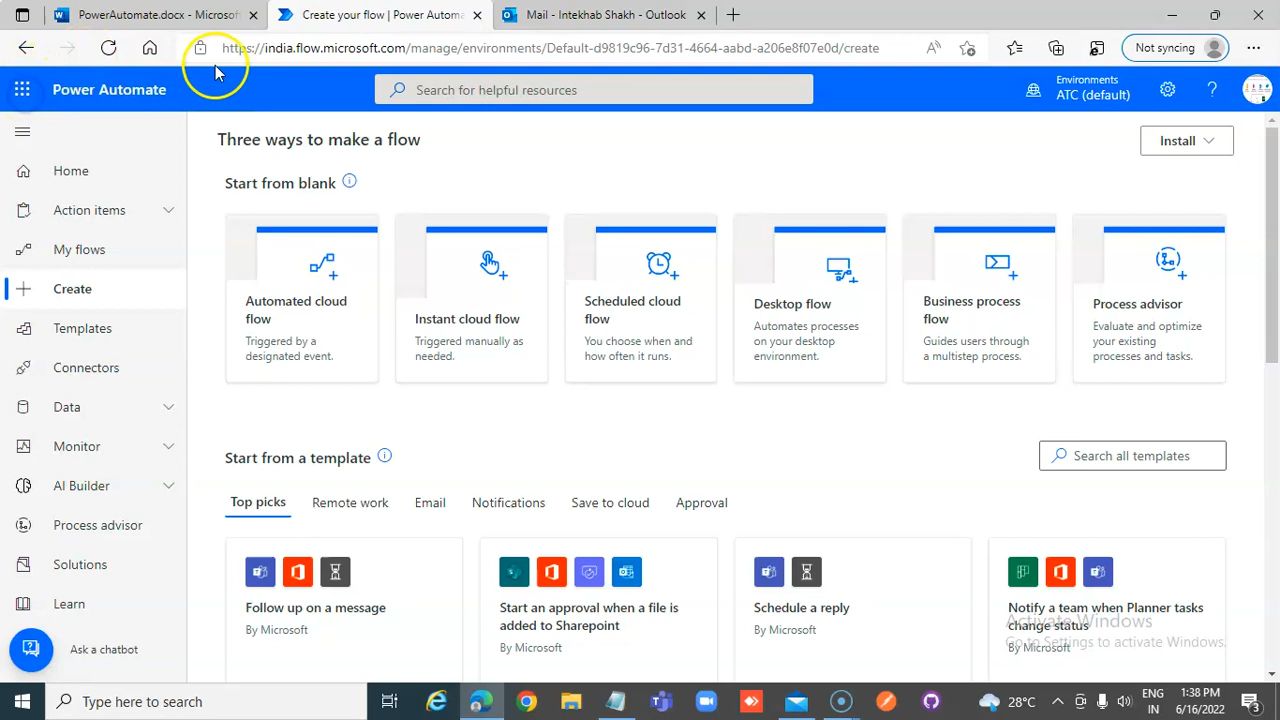 PowerAutomate.docx - Microsoft
Create your flow | Power Automa
Mail - Intekhab Shakh - Outlook
https://india.flow.microsoft.com/manage/environments/Default-d9819c96-7d31-4664-aabd-a206e8f07e0d/create
Not syncing
Power Automate
Search for helpful resources
Environments
ATC (default)
Three ways to make a flow
Install
Home
Action items
My flows
Create
Templates
Connectors
Data
Monitor
AI Builder
Process advisor
Solutions
Learn
Ask a chatbot
Start from blank
Automated cloud
flow
Triggered by a
designated event.
Instant cloud flow
Triggered manually as
needed.
Scheduled cloud
flow
You choose when and
how often it runs.
Desktop flow
Automates processes
on your desktop
environment.
Business process
flow
Guides users through
a multistep process.
Process advisor
Evaluate and optimize
your existing
processes and tasks.
Start from a template
Search all templates
Top picks
Remote work
Email
Notifications
Save to cloud
Approval
Follow up on a message
By Microsoft
Start an approval when a file is
added to Sharepoint
By Microsoft
Schedule a reply
By Microsoft
Notify a team when Planner tasks
change status
By Microsoft
Activate Windows
Go to Settings to activate Windows.
Type here to search
28°C
ENG
IN
1:38 PM
6/16/2022
3